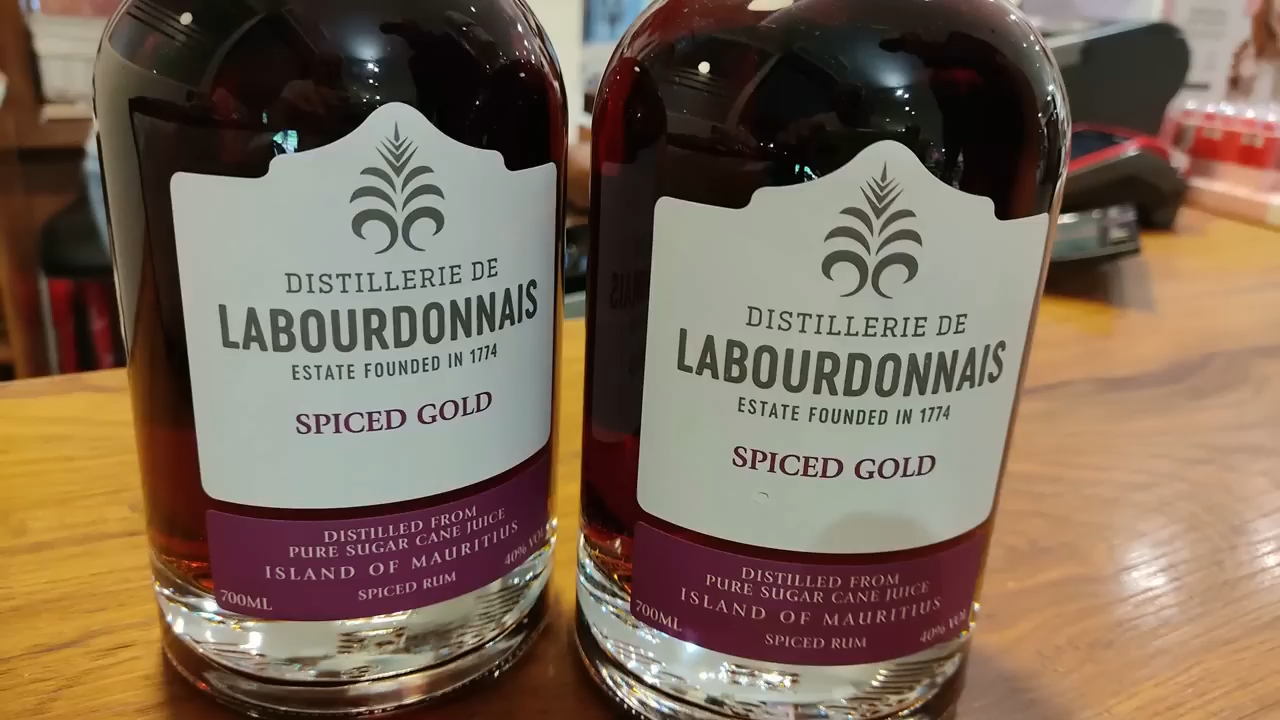 DISTILLERIE DE
LABOURDONNAIS
ESTATE FOUNDED IN 1774
SPICED GOLD
DISTILLED FROM
PURE SUGAR CANE JUICE
ISLAND OF MAURITIUS
700ML SPICED RUM 40% VOL
DISTILLERIE DE
LABOURDONNAIS
ESTATE FOUNDED IN 1774
SPICED GOLD
DISTILLED FROM
PURE SUGAR CANE JUICE
ISLAND OF MAURITIUS
700ML SPICED RUM 40% VOL